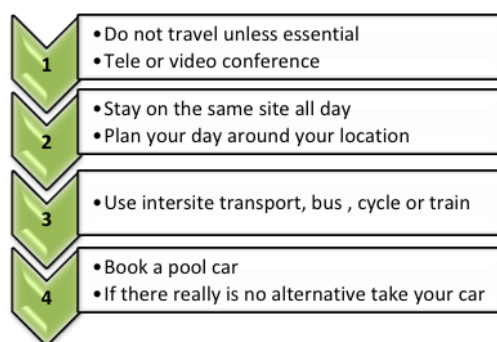 1
•Do not travel unless essential
•Tele or video conference
2
•Stay on the same site all day
•Plan your day around your location
3
•Use intersite transport, bus , cycle or train
4
•Book a pool car
•If there really is no alternative take your car